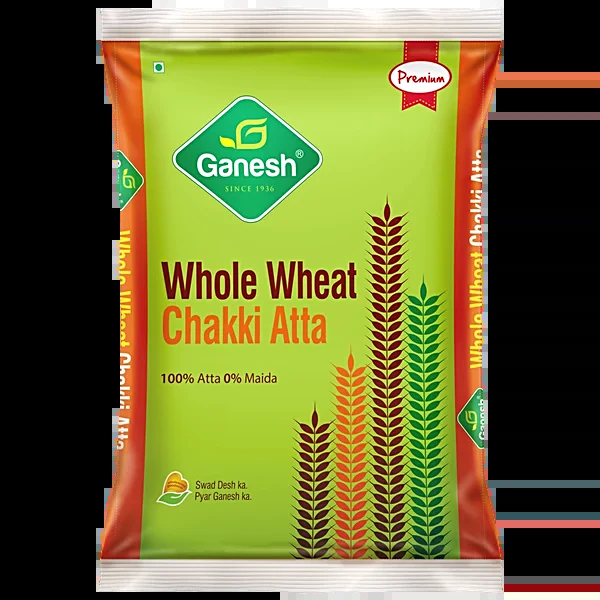 Premium
Ganesh®
SINCE 1936
Whole Wheat
Chakki Atta
100% Atta 0% Maida
Swad Desh ka.
Pyar Ganesh ka.
Whole Wheat Chakki Atta
Whole Wheat Chakki Atta
Ganesh